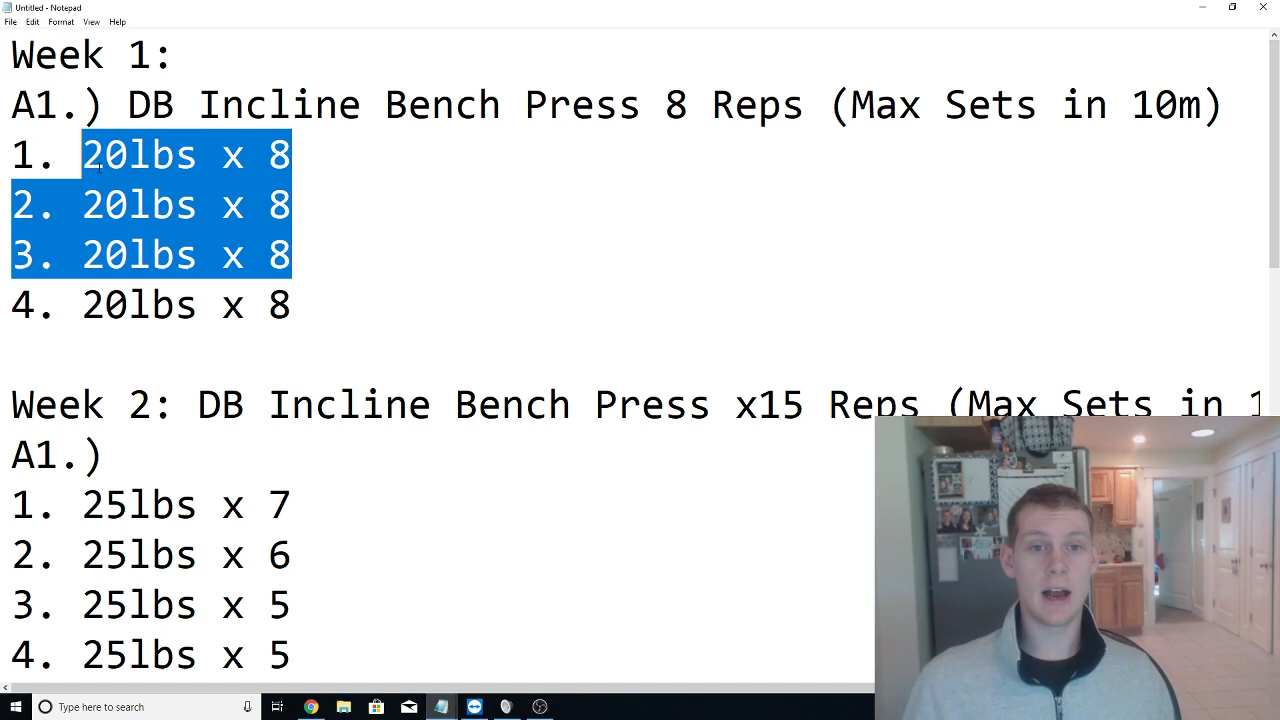 Untitled - Notepad
File Edit Format View Help
Week 1:
A1.) DB Incline Bench Press 8 Reps (Max Sets in 10m)
1. 20lbs x 8
2. 20lbs x 8
3. 20lbs x 8
4. 20lbs x 8
Week 2: DB Incline Bench Press x15 Reps (Max Sets in 1
A1.)
1. 25lbs x 7
2. 25lbs x 6
3. 25lbs x 5
4. 25lbs x 5
Type here to search